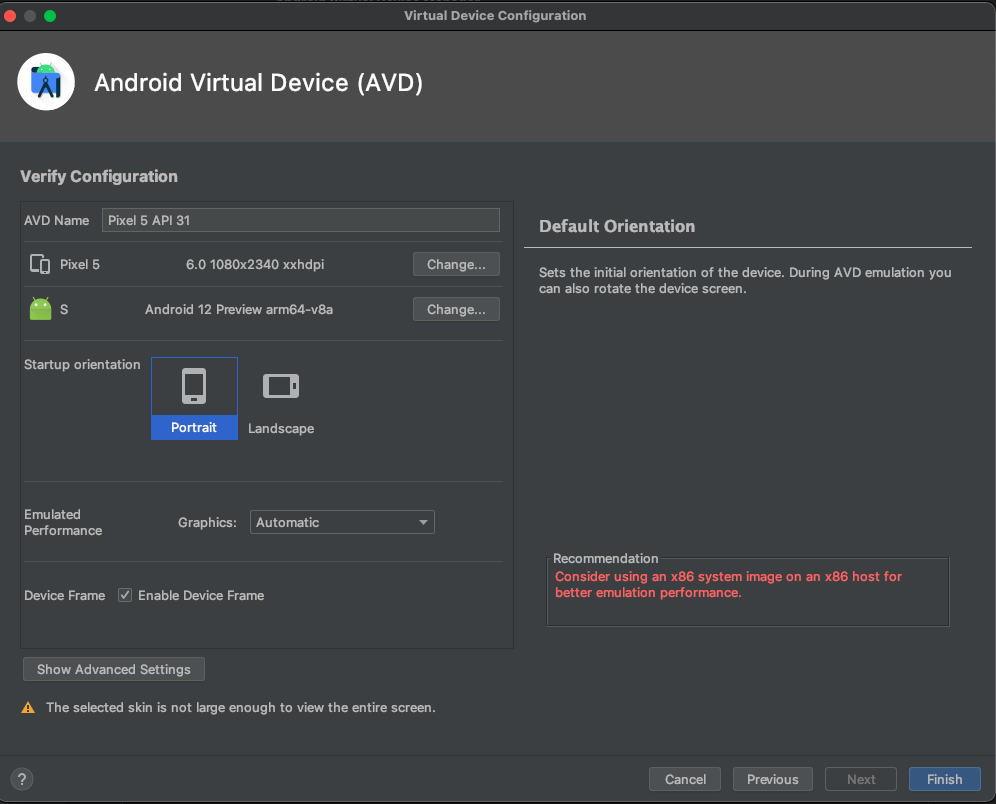 Virtual Device Configuration
Android Virtual Device (AVD)
Verify Configuration
AVD Name Pixel 5 API 31
Pixel 5 6.0 1080x2340 xxhdpi Change...
S Android 12 Preview arm64-v8a Change...
Startup orientation
Portrait
Landscape
Emulated
Performance
Graphics: Automatic
Device Frame Enable Device Frame
Show Advanced Settings
The selected skin is not large enough to view the entire screen.
Default Orientation
Sets the initial orientation of the device. During AVD emulation you
can also rotate the device screen.
Recommendation
Consider using an x86 system image on an x86 host for
better emulation performance.
? Cancel Previous Next Finish